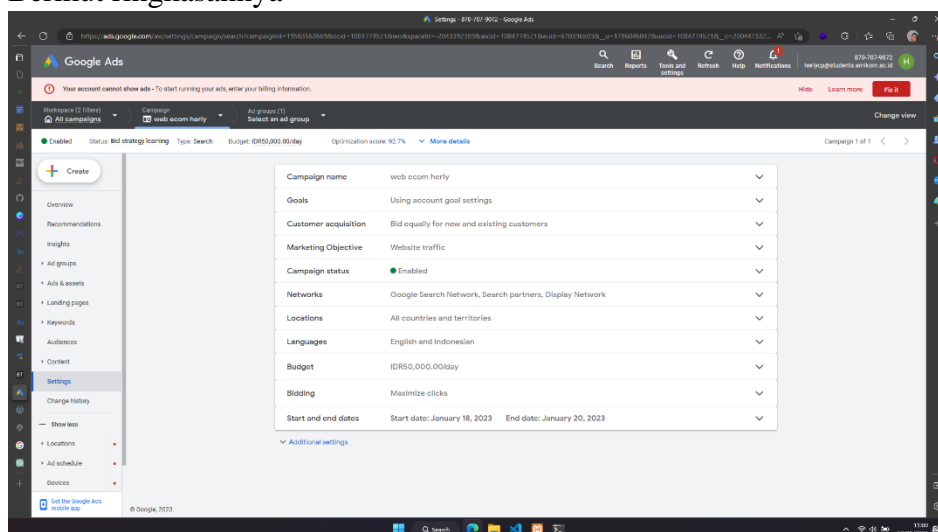 Berikut ringkasannya
Settings - 870-707-9072 - Google Ads
Google Ads
Search
Reports
Tools and settings
Refresh
Help
Notifications
870-707-9072
herlycp@students.amikom.ac.id
H
Your account cannot show ads - To start running your ads, enter your billing information.
Hide
Learn more
Fix it
Workspace (2 filters)
All campaigns
Campaign
web ecom herly
Ad groups (1)
Select an ad group
Change view
Enabled
Status: Bid strategy learning
Type: Search
Budget: IDR50,000.00/day
Optimization score: 92.7%
More details
Campaign 1 of 1
Create
Overview
Recommendations
Insights
Ad groups
Ads & assets
Landing pages
Keywords
Audiences
Content
Settings
Change history
Show less
Locations
Ad schedule
Devices
Get the Google Ads mobile app
Campaign name web ecom herly
Goals Using account goal settings
Customer acquisition Bid equally for new and existing customers
Marketing Objective Website traffic
Campaign status Enabled
Networks Google Search Network, Search partners, Display Network
Locations All countries and territories
Languages English and Indonesian
Budget IDR50,000.00/day
Bidding Maximize clicks
Start and end dates Start date: January 18, 2023 End date: January 20, 2023
Additional settings
© Google, 2023.
Search